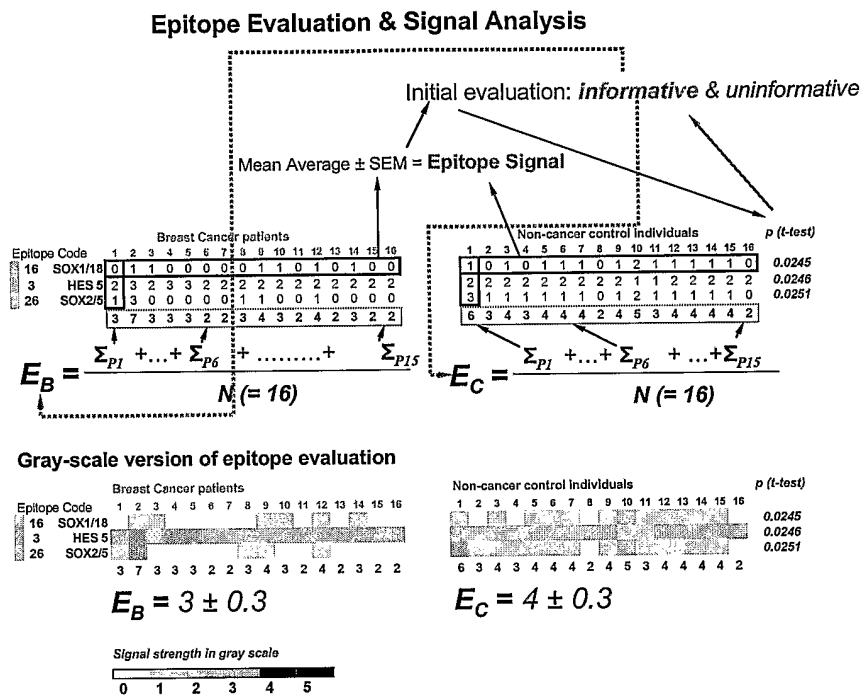 Epitope Evaluation & Signal Analysis
Initial evaluation: informative & uninformative
Mean Average ± SEM = Epitope Signal
Breast Cancer patients
Non-cancer control individuals
p (t-test)
Epitope Code 1 2 3 4 5 6 7 8 9 10 11 12 13 14 15 16
1 2 3 4 5 6 7 8 9 10 11 12 13 14 15 16
16 SOX1/18 0 1 1 0 0 0 0 0 1 1 0 1 0 1 0 0
1 0 1 0 1 1 1 0 1 2 1 1 1 1 1 0 0.0245
3 HES 5 2 3 2 3 3 2 2 2 2 2 2 2 2 2 2 2
2 2 2 2 2 2 2 2 2 1 1 2 2 2 2 2 0.0246
26 SOX2/5 1 3 0 0 0 0 0 1 1 0 0 1 0 0 0 0
3 1 1 1 1 1 1 0 1 2 1 1 1 1 1 0 0.0251
3 7 3 3 3 2 2 3 4 3 2 4 2 3 2 2
6 3 4 3 4 4 4 2 4 5 3 4 4 4 4 2
E_B = Σ_P1 +...+ Σ_P6 + .........+ Σ_P15
N (= 16)
E_C = Σ_P1 +...+ Σ_P6 + ...+ Σ_P15
N (= 16)
Gray-scale version of epitope evaluation
Breast Cancer patients
Non-cancer control individuals
p (t-test)
Epitope Code 1 2 3 4 5 6 7 8 9 10 11 12 13 14 15 16
1 2 3 4 5 6 7 8 9 10 11 12 13 14 15 16
16 SOX1/18
0.0245
3 HES 5
0.0246
26 SOX2/5
0.0251
3 7 3 3 3 2 2 3 4 3 2 4 2 3 2 2
6 3 4 3 4 4 4 2 4 5 3 4 4 4 4 2
E_B = 3 ± 0.3
E_C = 4 ± 0.3
Signal strength in gray scale
0 1 2 3 4 5